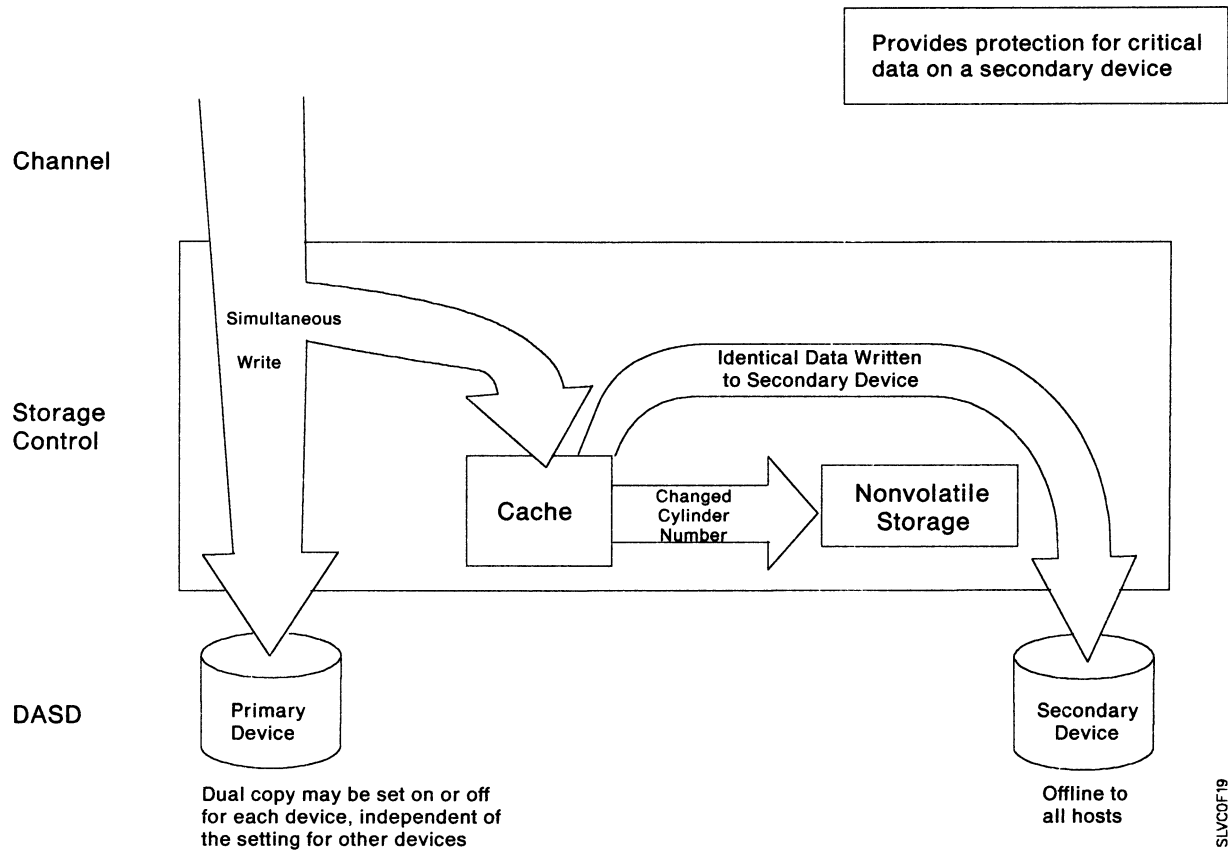 Provides protection for critical
data on a secondary device
Channel
Simultaneous
Write
Identical Data Written
to Secondary Device
Storage
Control
Cache
Changed
Cylinder
Number
Nonvolatile
Storage
DASD
Primary
Device
Secondary
Device
Dual copy may be set on or off
for each device, independent of
the setting for other devices
Offline to
all hosts
SLVC0F19